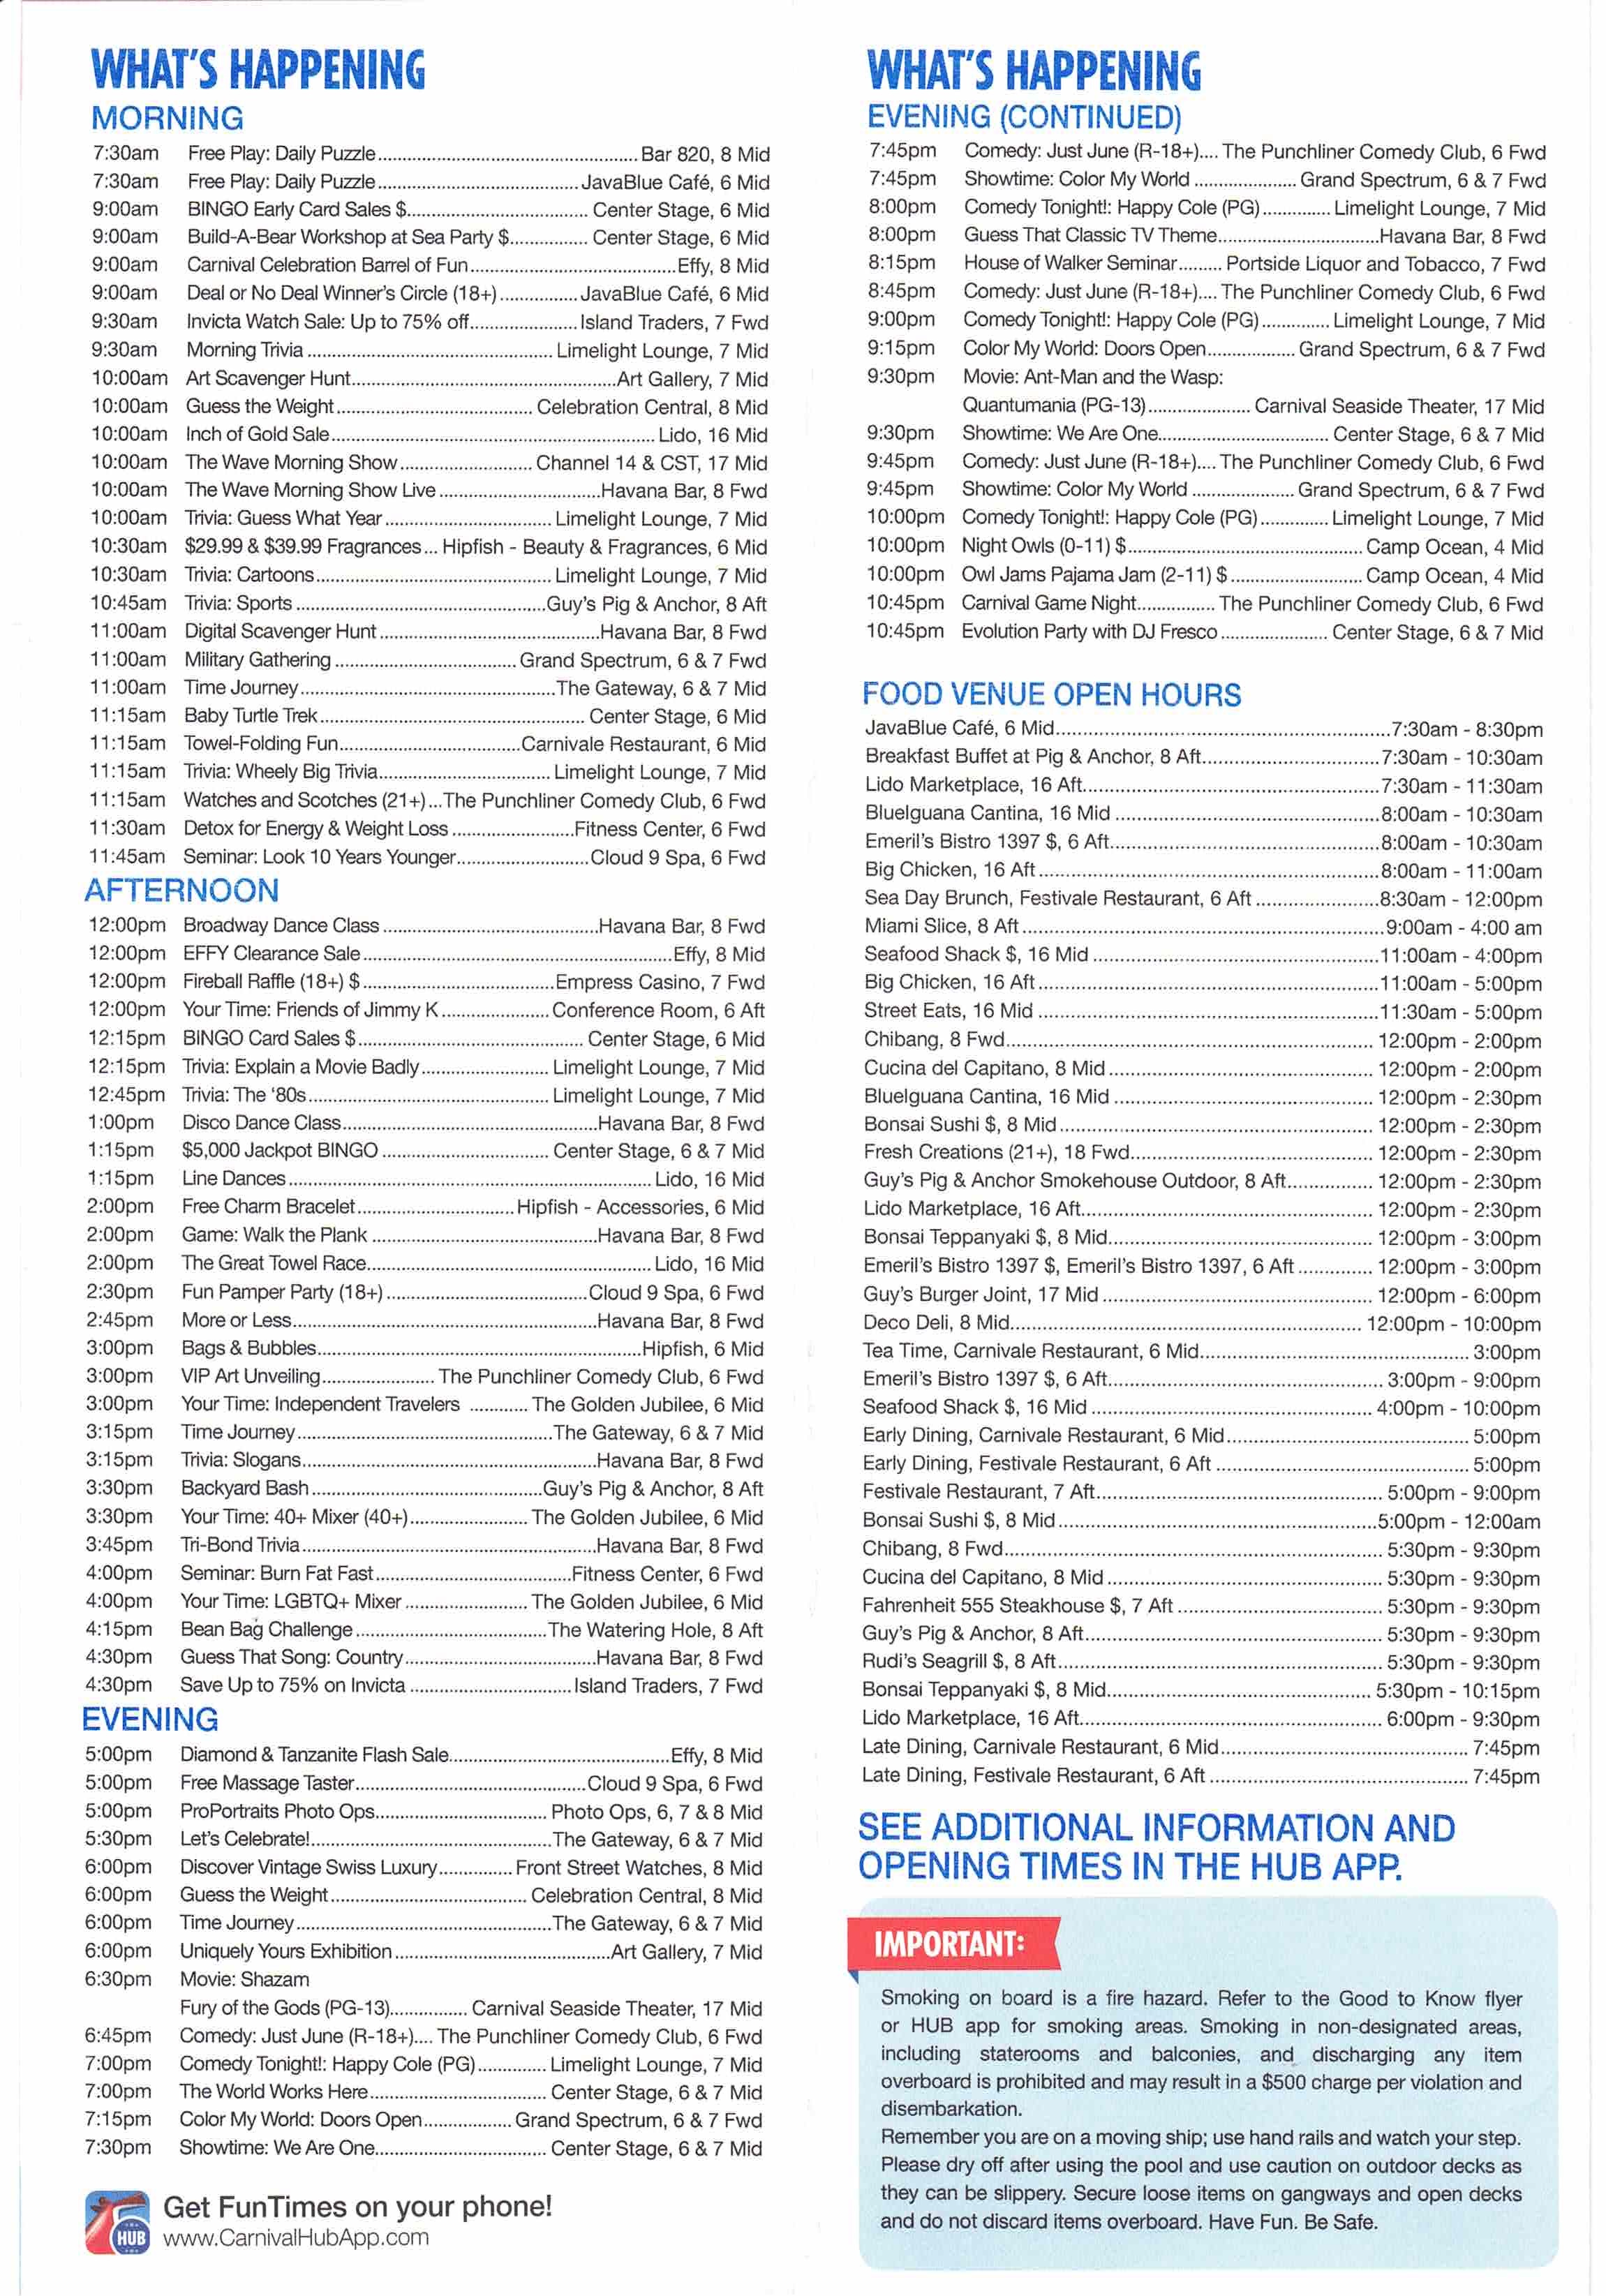 WHAT'S HAPPENING
MORNING
7:30am Free Play: Daily Puzzle................................................ Bar 820, 8 Mid
7:30am Free Play: Daily Puzzle..................................... JavaBlue Café, 6 Mid
9:00am BINGO Early Card Sales $.................................. Center Stage, 6 Mid
9:00am Build-A-Bear Workshop at Sea Party $............... Center Stage, 6 Mid
9:00am Carnival Celebration Barrel of Fun...................................... Effy, 8 Mid
9:00am Deal or No Deal Winner's Circle (18+)............... JavaBlue Café, 6 Mid
9:30am Invicta Watch Sale: Up to 75% off..................... Island Traders, 7 Fwd
9:30am Morning Trivia ............................................. Limelight Lounge, 7 Mid
10:00am Art Scavenger Hunt................................................. Art Gallery, 7 Mid
10:00am Guess the Weight.................................... Celebration Central, 8 Mid
10:00am Inch of Gold Sale............................................................ Lido, 16 Mid
10:00am The Wave Morning Show......................... Channel 14 & CST, 17 Mid
10:00am The Wave Morning Show Live.............................. Havana Bar, 8 Fwd
10:00am Trivia: Guess What Year............................... Limelight Lounge, 7 Mid
10:30am $29.99 & $39.99 Fragrances... Hipfish - Beauty & Fragrances, 6 Mid
10:30am Trivia: Cartoons............................................ Limelight Lounge, 7 Mid
10:45am Trivia: Sports .............................................. Guy's Pig & Anchor, 8 Aft
11:00am Digital Scavenger Hunt......................................... Havana Bar, 8 Fwd
11:00am Military Gathering .................................. Grand Spectrum, 6 & 7 Fwd
11:00am Time Journey............................................... The Gateway, 6 & 7 Mid
11:15am Baby Turtle Trek................................................. Center Stage, 6 Mid
11:15am Towel-Folding Fun.................................. Carnivale Restaurant, 6 Mid
11:15am Trivia: Wheely Big Trivia................................ Limelight Lounge, 7 Mid
11:15am Watches and Scotches (21+)...The Punchliner Comedy Club, 6 Fwd
11:30am Detox for Energy & Weight Loss ....................... Fitness Center, 6 Fwd
11:45am Seminar: Look 10 Years Younger......................... Cloud 9 Spa, 6 Fwd
AFTERNOON
12:00pm Broadway Dance Class ........................................ Havana Bar, 8 Fwd
12:00pm EFFY Clearance Sale......................................................... Effy, 8 Mid
12:00pm Fireball Raffle (18+) $.................................... Empress Casino, 7 Fwd
12:00pm Your Time: Friends of Jimmy K.................... Conference Room, 6 Aft
12:15pm BINGO Card Sales $.......................................... Center Stage, 6 Mid
12:15pm Trivia: Explain a Movie Badly........................ Limelight Lounge, 7 Mid
12:45pm Trivia: The '80s............................................. Limelight Lounge, 7 Mid
1:00pm Disco Dance Class............................................... Havana Bar, 8 Fwd
1:15pm $5,000 Jackpot BINGO ............................... Center Stage, 6 & 7 Mid
1:15pm Line Dances.................................................................... Lido, 16 Mid
2:00pm Free Charm Bracelet............................. Hipfish - Accessories, 6 Mid
2:00pm Game: Walk the Plank .......................................... Havana Bar, 8 Fwd
2:00pm The Great Towel Race.................................................... Lido, 16 Mid
2:30pm Fun Pamper Party (18+)..................................... Cloud 9 Spa, 6 Fwd
2:45pm More or Less........................................................ Havana Bar, 8 Fwd
3:00pm Bags & Bubbles............................................................ Hipfish, 6 Mid
3:00pm VIP Art Unveiling..................... The Punchliner Comedy Club, 6 Fwd
3:00pm Your Time: Independent Travelers ............ The Golden Jubilee, 6 Mid
3:15pm Time Journey............................................... The Gateway, 6 & 7 Mid
3:15pm Trivia: Slogans...................................................... Havana Bar, 8 Fwd
3:30pm Backyard Bash ........................................... Guy's Pig & Anchor, 8 Aft
3:30pm Your Time: 40+ Mixer (40+)...................... The Golden Jubilee, 6 Mid
3:45pm Tri-Bond Trivia...................................................... Havana Bar, 8 Fwd
4:00pm Seminar: Burn Fat Fast.................................... Fitness Center, 6 Fwd
4:00pm Your Time: LGBTQ+ Mixer ....................... The Golden Jubilee, 6 Mid
4:15pm Bean Bag Challenge................................... The Watering Hole, 8 Aft
4:30pm Guess That Song: Country................................... Havana Bar, 8 Fwd
4:30pm Save Up to 75% on Invicta .............................. Island Traders, 7 Fwd
EVENING
5:00pm Diamond & Tanzanite Flash Sale........................................ Effy, 8 Mid
5:00pm Free Massage Taster.......................................... Cloud 9 Spa, 6 Fwd
5:00pm ProPortraits Photo Ops................................ Photo Ops, 6, 7 & 8 Mid
5:30pm Let's Celebrate!............................................ The Gateway, 6 & 7 Mid
6:00pm Discover Vintage Swiss Luxury.............. Front Street Watches, 8 Mid
6:00pm Guess the Weight.................................... Celebration Central, 8 Mid
6:00pm Time Journey............................................... The Gateway, 6 & 7 Mid
6:00pm Uniquely Yours Exhibition........................................ Art Gallery, 7 Mid
6:30pm Movie: Shazam
Fury of the Gods (PG-13)............... Carnival Seaside Theater, 17 Mid
6:45pm Comedy: Just June (R-18+).... The Punchliner Comedy Club, 6 Fwd
7:00pm Comedy Tonight!: Happy Cole (PG)............. Limelight Lounge, 7 Mid
7:00pm The World Works Here................................. Center Stage, 6 & 7 Mid
7:15pm Color My World: Doors Open................. Grand Spectrum, 6 & 7 Fwd
7:30pm Showtime: We Are One................................ Center Stage, 6 & 7 Mid
HUB
Get FunTimes on your phone!
www.CarnivalHubApp.com
WHAT'S HAPPENING
EVENING (CONTINUED)
7:45pm Comedy: Just June (R-18+).... The Punchliner Comedy Club, 6 Fwd
7:45pm Showtime: Color My World ................... Grand Spectrum, 6 & 7 Fwd
8:00pm Comedy Tonight!: Happy Cole (PG)............. Limelight Lounge, 7 Mid
8:00pm Guess That Classic TV Theme.............................. Havana Bar, 8 Fwd
8:15pm House of Walker Seminar......... Portside Liquor and Tobacco, 7 Fwd
8:45pm Comedy: Just June (R-18+).... The Punchliner Comedy Club, 6 Fwd
9:00pm Comedy Tonight!: Happy Cole (PG)............. Limelight Lounge, 7 Mid
9:15pm Color My World: Doors Open................. Grand Spectrum, 6 & 7 Fwd
9:30pm Movie: Ant-Man and the Wasp:
Quantumania (PG-13).................... Carnival Seaside Theater, 17 Mid
9:30pm Showtime: We Are One................................ Center Stage, 6 & 7 Mid
9:45pm Comedy: Just June (R-18+).... The Punchliner Comedy Club, 6 Fwd
9:45pm Showtime: Color My World ................... Grand Spectrum, 6 & 7 Fwd
10:00pm Comedy Tonight!: Happy Cole (PG)............. Limelight Lounge, 7 Mid
10:00pm Night Owls (0-11) $........................................... Camp Ocean, 4 Mid
10:00pm Owl Jams Pajama Jam (2-11) $......................... Camp Ocean, 4 Mid
10:45pm Carnival Game Night............... The Punchliner Comedy Club, 6 Fwd
10:45pm Evolution Party with DJ Fresco .................... Center Stage, 6 & 7 Mid
FOOD VENUE OPEN HOURS
JavaBlue Café, 6 Mid............................................................. 7:30am - 8:30pm
Breakfast Buffet at Pig & Anchor, 8 Aft................................. 7:30am - 10:30am
Lido Marketplace, 16 Aft....................................................... 7:30am - 11:30am
BlueIguana Cantina, 16 Mid ................................................. 8:00am - 10:30am
Emeril's Bistro 1397 $, 6 Aft.................................................. 8:00am - 10:30am
Big Chicken, 16 Aft............................................................... 8:00am - 11:00am
Sea Day Brunch, Festivale Restaurant, 6 Aft ....................... 8:30am - 12:00pm
Miami Slice, 8 Aft................................................................... 9:00am - 4:00 am
Seafood Shack $, 16 Mid ..................................................... 11:00am - 4:00pm
Big Chicken, 16 Aft............................................................... 11:00am - 5:00pm
Street Eats, 16 Mid ............................................................... 11:30am - 5:00pm
Chibang, 8 Fwd.................................................................... 12:00pm - 2:00pm
Cucina del Capitano, 8 Mid ................................................. 12:00pm - 2:00pm
BlueIguana Cantina, 16 Mid ................................................ 12:00pm - 2:30pm
Bonsai Sushi $, 8 Mid.......................................................... 12:00pm - 2:30pm
Fresh Creations (21+), 18 Fwd............................................. 12:00pm - 2:30pm
Guy's Pig & Anchor Smokehouse Outdoor, 8 Aft................ 12:00pm - 2:30pm
Lido Marketplace, 16 Aft...................................................... 12:00pm - 2:30pm
Bonsai Teppanyaki $, 8 Mid................................................. 12:00pm - 3:00pm
Emeril's Bistro 1397 $, Emeril's Bistro 1397, 6 Aft.............. 12:00pm - 3:00pm
Guy's Burger Joint, 17 Mid .................................................. 12:00pm - 6:00pm
Deco Deli, 8 Mid................................................................. 12:00pm - 10:00pm
Tea Time, Carnivale Restaurant, 6 Mid.................................................. 3:00pm
Emeril's Bistro 1397 $, 6 Aft................................................... 3:00pm - 9:00pm
Seafood Shack $, 16 Mid .................................................... 4:00pm - 10:00pm
Early Dining, Carnivale Restaurant, 6 Mid............................................. 5:00pm
Early Dining, Festivale Restaurant, 6 Aft ............................................... 5:00pm
Festivale Restaurant, 7 Aft..................................................... 5:00pm - 9:00pm
Bonsai Sushi $, 8 Mid........................................................... 5:00pm - 12:00am
Chibang, 8 Fwd...................................................................... 5:30pm - 9:30pm
Cucina del Capitano, 8 Mid ................................................... 5:30pm - 9:30pm
Fahrenheit 555 Steakhouse $, 7 Aft ...................................... 5:30pm - 9:30pm
Guy's Pig & Anchor, 8 Aft....................................................... 5:30pm - 9:30pm
Rudi's Seagrill $, 8 Aft............................................................ 5:30pm - 9:30pm
Bonsai Teppanyaki $, 8 Mid................................................. 5:30pm - 10:15pm
Lido Marketplace, 16 Aft........................................................ 6:00pm - 9:30pm
Late Dining, Carnivale Restaurant, 6 Mid.............................................. 7:45pm
Late Dining, Festivale Restaurant, 6 Aft ................................................ 7:45pm
SEE ADDITIONAL INFORMATION AND
OPENING TIMES IN THE HUB APP.
IMPORTANT:
Smoking on board is a fire hazard. Refer to the Good to Know flyer
or HUB app for smoking areas. Smoking in non-designated areas,
including staterooms and balconies, and discharging any item
overboard is prohibited and may result in a $500 charge per violation and
disembarkation.
Remember you are on a moving ship; use hand rails and watch your step.
Please dry off after using the pool and use caution on outdoor decks as
they can be slippery. Secure loose items on gangways and open decks
and do not discard items overboard. Have Fun. Be Safe.